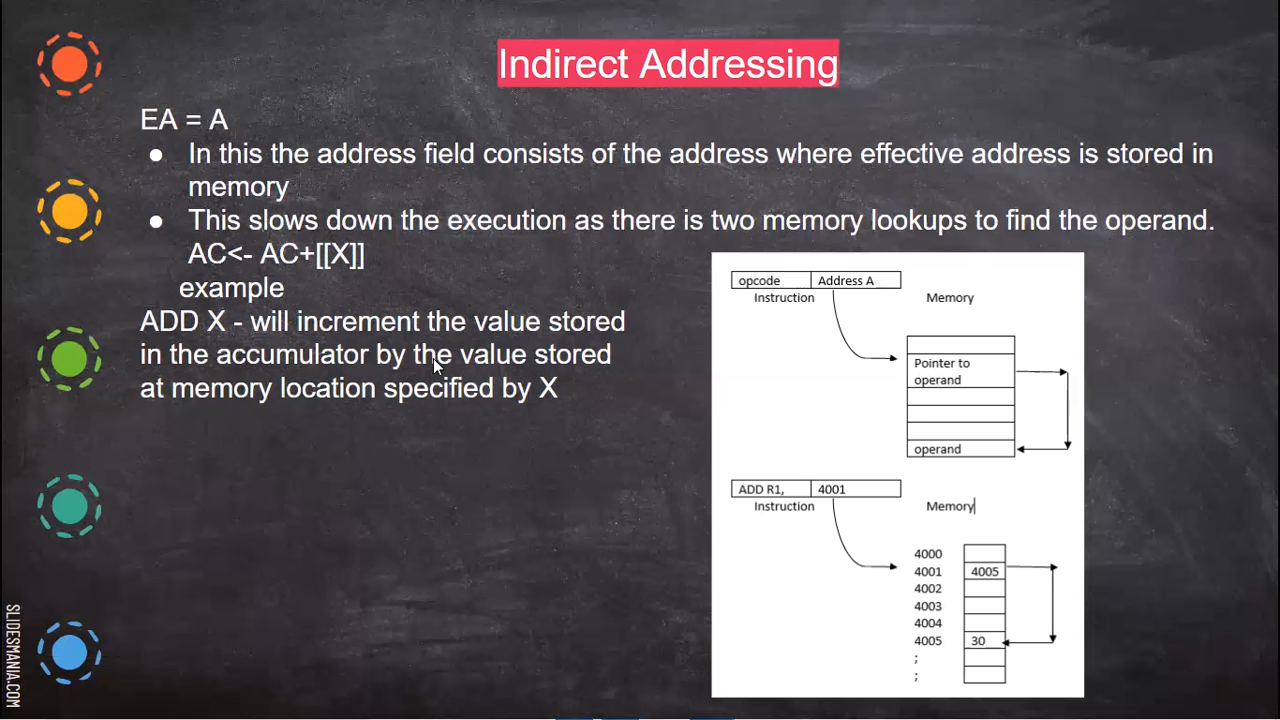 Indirect Addressing
EA = A
● In this the address field consists of the address where effective address is stored in
memory
● This slows down the execution as there is two memory lookups to find the operand.
AC<- AC+[[X]]
example
ADD X - will increment the value stored
in the accumulator by the value stored
at memory location specified by X
opcode Address A
Instruction Memory
Pointer to
operand
operand
ADD R1, 4001
Instruction Memory
4000
4001 4005
4002
4003
4004
4005 30
;
;
SLIDESMANIA.COM